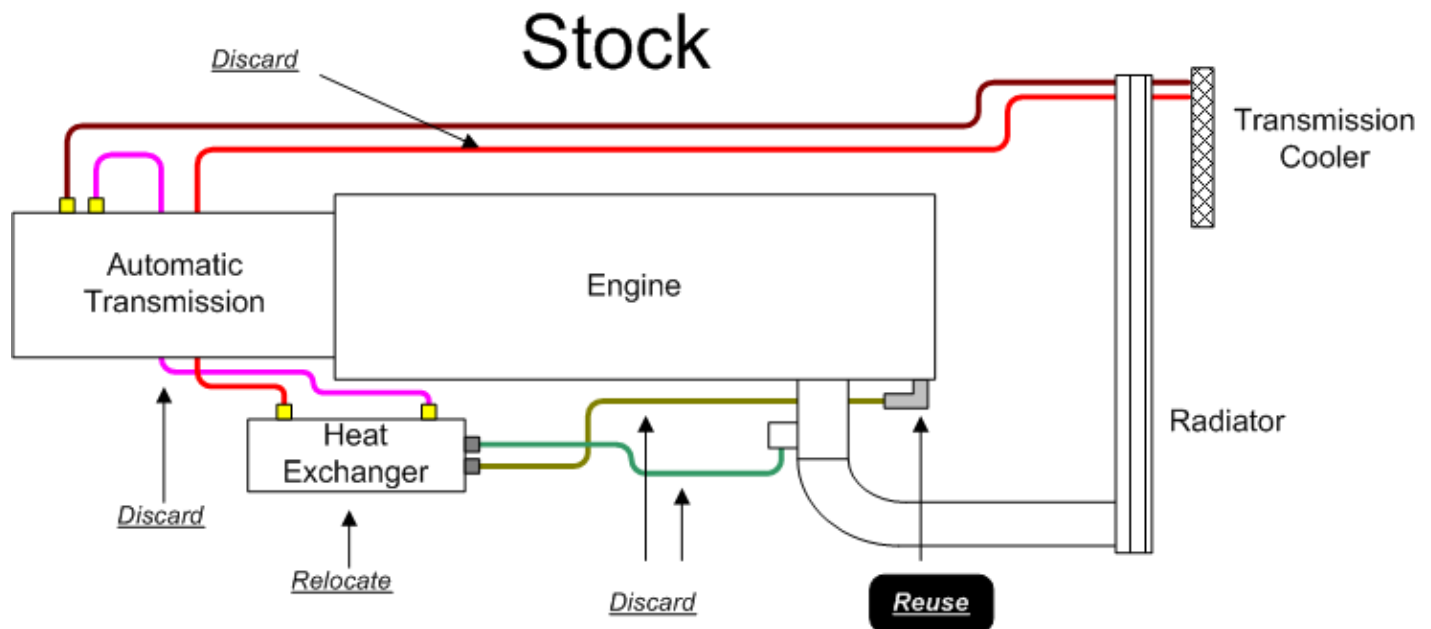 Stock
Discard
Transmission
Cooler
Automatic
Transmission
Engine
Radiator
Heat
Exchanger
Discard
Relocate
Discard
Reuse